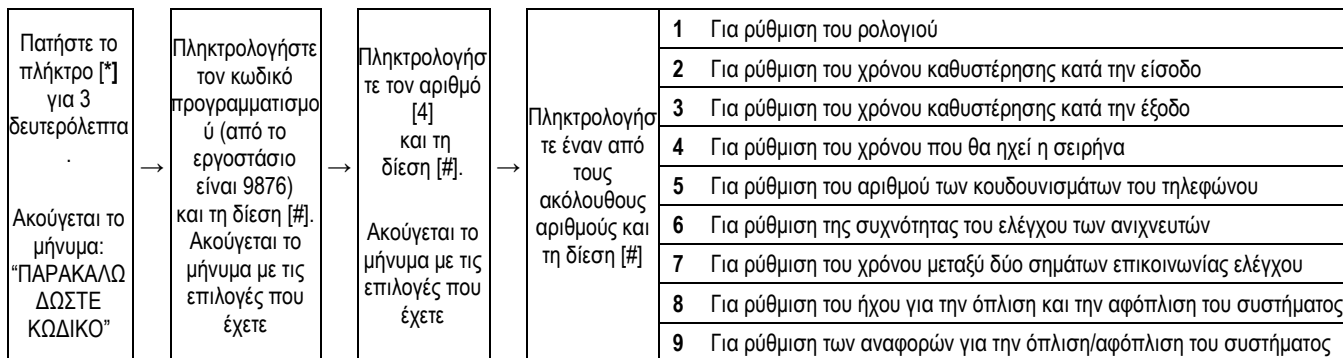 Πατήστε το
πλήκτρο [*]
για 3
δευτερόλεπτα
.
Ακούγεται το
μήνυμα:
“ΠΑΡΑΚΑΛΩ
ΔΩΣΤΕ
ΚΩΔΙΚΟ”
→
Πληκτρολογήστε
τον κωδικό
προγραμματισμο
ύ (από το
εργοστάσιο
είναι 9876)
και τη δίεση [#].
Ακούγεται το
μήνυμα με τις
επιλογές που
έχετε
→
Πληκτρολογήσ
τε τον αριθμό
[4]
και τη
δίεση [#].
Ακούγεται το
μήνυμα με τις
επιλογές που
έχετε
→
Πληκτρολογήσ
τε έναν από
τους
ακόλουθους
αριθμούς και
τη δίεση [#]
1 Για ρύθμιση του ρολογιού
2 Για ρύθμιση του χρόνου καθυστέρησης κατά την είσοδο
3 Για ρύθμιση του χρόνου καθυστέρησης κατά την έξοδο
4 Για ρύθμιση του χρόνου που θα ηχεί η σειρήνα
5 Για ρύθμιση του αριθμού των κουδουνισμάτων του τηλεφώνου
6 Για ρύθμιση της συχνότητας του ελέγχου των ανιχνευτών
7 Για ρύθμιση του χρόνου μεταξύ δύο σημάτων επικοινωνίας ελέγχου
8 Για ρύθμιση του ήχου για την όπλιση και την αφόπλιση του συστήματος
9 Για ρύθμιση των αναφορών για την όπλιση/αφόπλιση του συστήματος